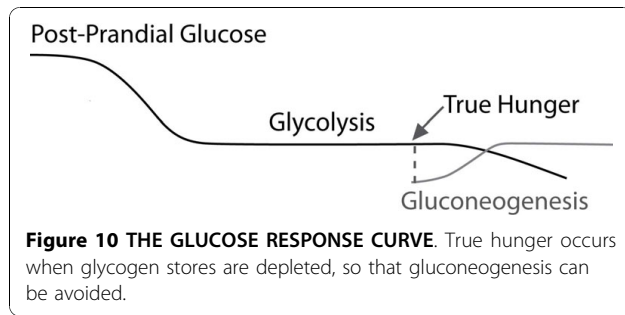 Post-Prandial Glucose
Glycolysis
True Hunger
Gluconeogenesis
Figure 10 THE GLUCOSE RESPONSE CURVE. True hunger occurs
when glycogen stores are depleted, so that gluconeogenesis can
be avoided.